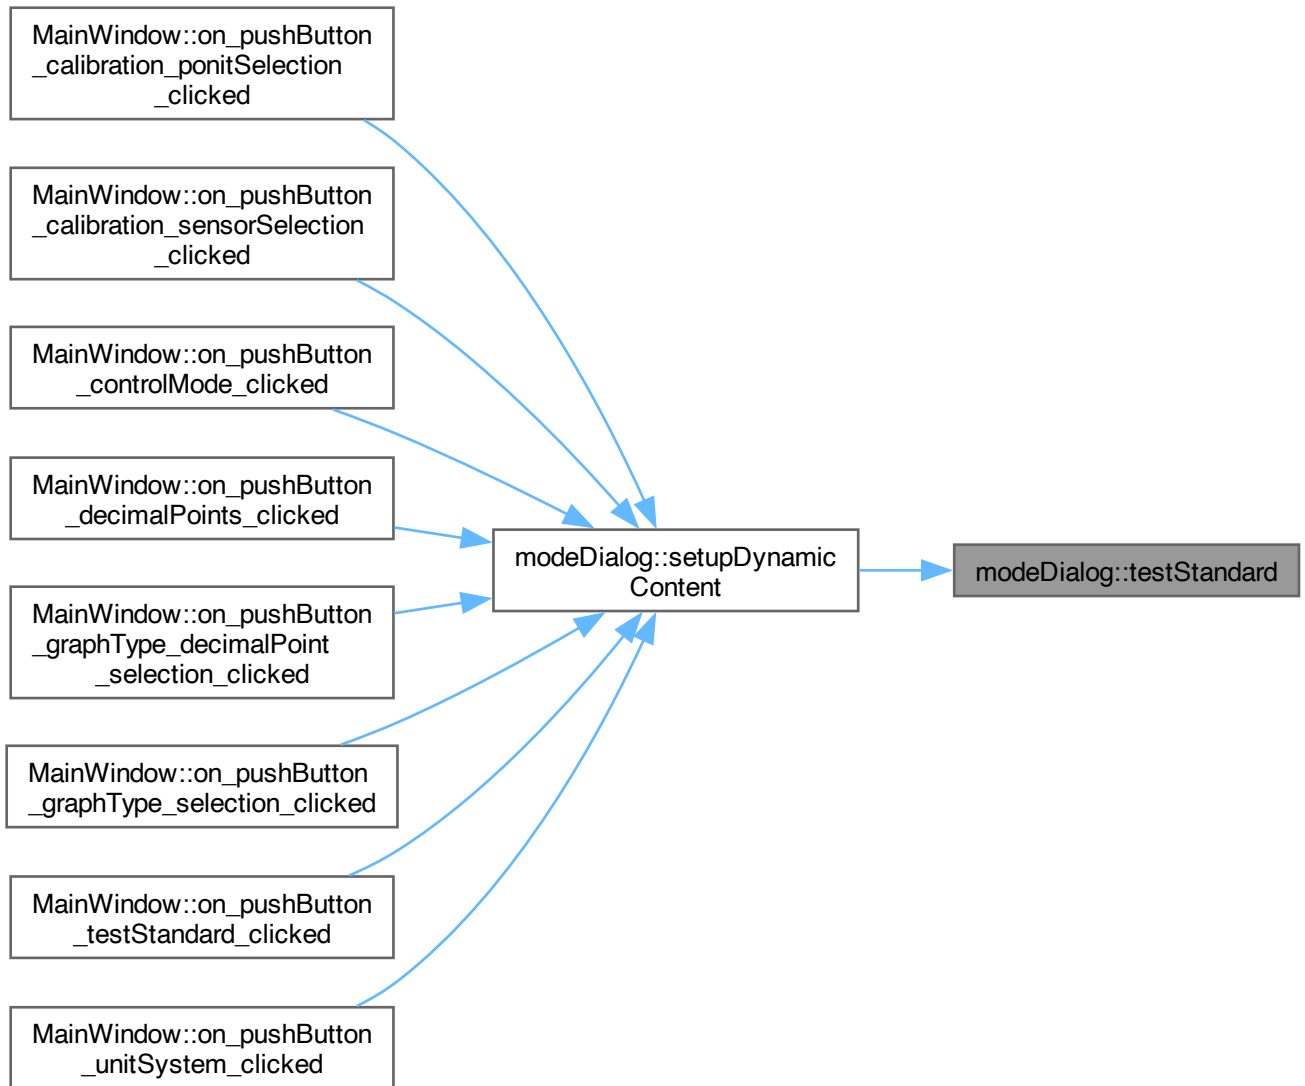 MainWindow::on_pushButton
_calibration_ponitSelection
_clicked
MainWindow::on_pushButton
_calibration_sensorSelection
_clicked
MainWindow::on_pushButton
_controlMode_clicked
MainWindow::on_pushButton
_decimalPoints_clicked
MainWindow::on_pushButton
_graphType_decimalPoint
_selection_clicked
MainWindow::on_pushButton
_graphType_selection_clicked
MainWindow::on_pushButton
_testStandard_clicked
MainWindow::on_pushButton
_unitSystem_clicked
modeDialog::setupDynamic
Content
modeDialog::testStandard